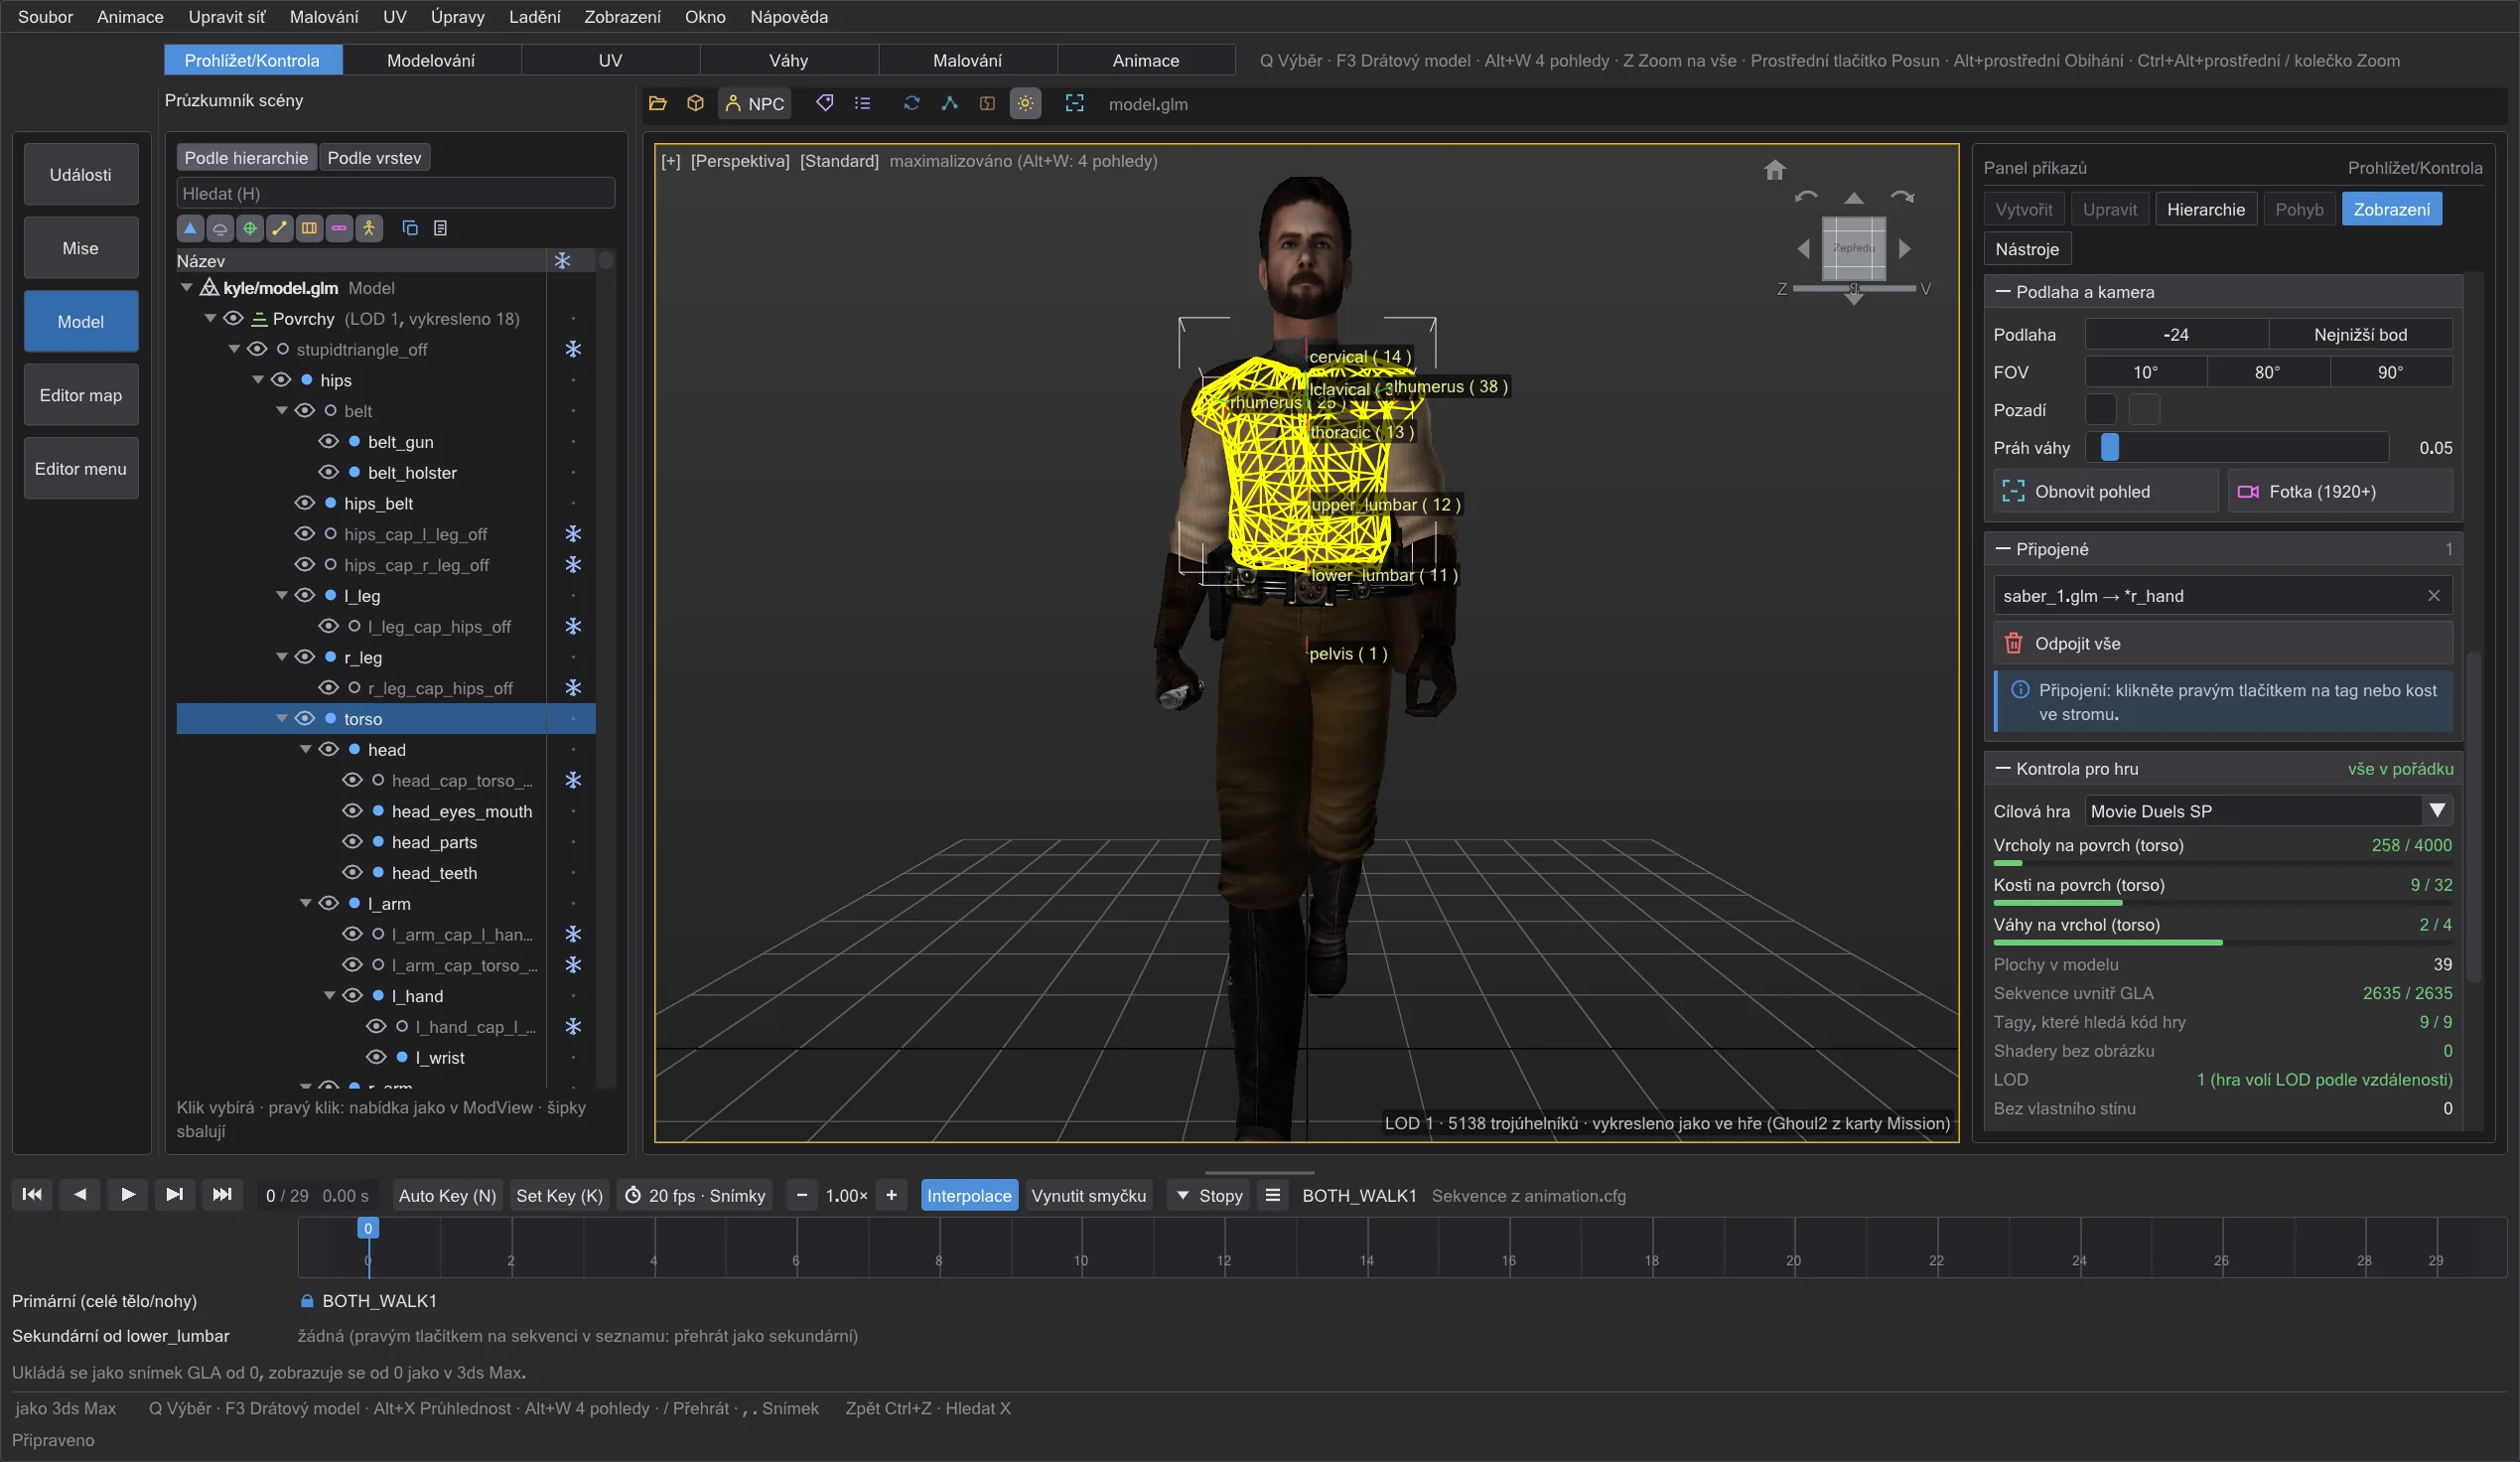 Soubor Animace Upravit síť Malování UV Úpravy Ladění Zobrazení Okno Nápověda
Prohlížet/Kontrola Modelování UV Váhy Malování Animace Q Výběr · F3 Drátový model · Alt+W 4 pohledy · Z Zoom na vše · Prostřední tlačítko Posun · Alt+prostřední Obíhání · Ctrl+Alt+prostřední / kolečko Zoom
Průzkumník scény
NPC model.glm
Události
Mise
Model
Editor map
Editor menu
Podle hierarchie Podle vrstev
Hledat (H)
Název
kyle/model.glm Model
Povrchy (LOD 1, vykresleno 18)
stupidtriangle_off
hips
belt
belt_gun
belt_holster
hips_belt
hips_cap_l_leg_off
hips_cap_r_leg_off
l_leg
l_leg_cap_hips_off
r_leg
r_leg_cap_hips_off
torso
head
head_cap_torso_...
head_eyes_mouth
head_parts
head_teeth
l_arm
l_arm_cap_l_han...
l_arm_cap_torso_...
l_hand
l_hand_cap_l_...
l_wrist
r_arm
Klik vybírá · pravý klik: nabídka jako v ModView · šipky
sbalují
[+] [Perspektiva] [Standard] maximalizováno (Alt+W: 4 pohledy)
Zepředu
Z V
cervical ( 14 )
lclavical ( 3
lhumerus ( 38 )
rhumerus ( 25 )
thoracic ( 13 )
upper_lumbar ( 12 )
lower_lumbar ( 11 )
pelvis ( 1 )
LOD 1 · 5138 trojúhelníků · vykresleno jako ve hře (Ghoul2 z karty Mission)
Panel příkazů Prohlížet/Kontrola
Vytvořit Upravit Hierarchie Pohyb Zobrazení
Nástroje
Podlaha a kamera
Podlaha -24 Nejnižší bod
FOV 10° 80° 90°
Pozadí
Práh váhy 0.05
Obnovit pohled Fotka (1920+)
Připojené 1
saber_1.glm → *r_hand
Odpojit vše
Připojení: klikněte pravým tlačítkem na tag nebo kost
ve stromu.
Kontrola pro hru vše v pořádku
Cílová hra Movie Duels SP
Vrcholy na povrch (torso) 258 / 4000
Kosti na povrch (torso) 9 / 32
Váhy na vrchol (torso) 2 / 4
Plochy v modelu 39
Sekvence uvnitř GLA 2635 / 2635
Tagy, které hledá kód hry 9 / 9
Shadery bez obrázku 0
LOD 1 (hra volí LOD podle vzdálenosti)
Bez vlastního stínu 0
0 / 29 0.00 s Auto Key (N) Set Key (K) 20 fps · Snímky − 1.00× + Interpolace Vynutit smyčku Stopy BOTH_WALK1 Sekvence z animation.cfg
0
0 2 4 6 8 10 12 14 16 18 20 22 24 26 28 29
Primární (celé tělo/nohy) BOTH_WALK1
Sekundární od lower_lumbar žádná (pravým tlačítkem na sekvenci v seznamu: přehrát jako sekundární)
Ukládá se jako snímek GLA od 0, zobrazuje se od 0 jako v 3ds Max.
jako 3ds Max Q Výběr · F3 Drátový model · Alt+X Průhlednost · Alt+W 4 pohledy · / Přehrát · , . Snímek Zpět Ctrl+Z · Hledat X
Připraveno